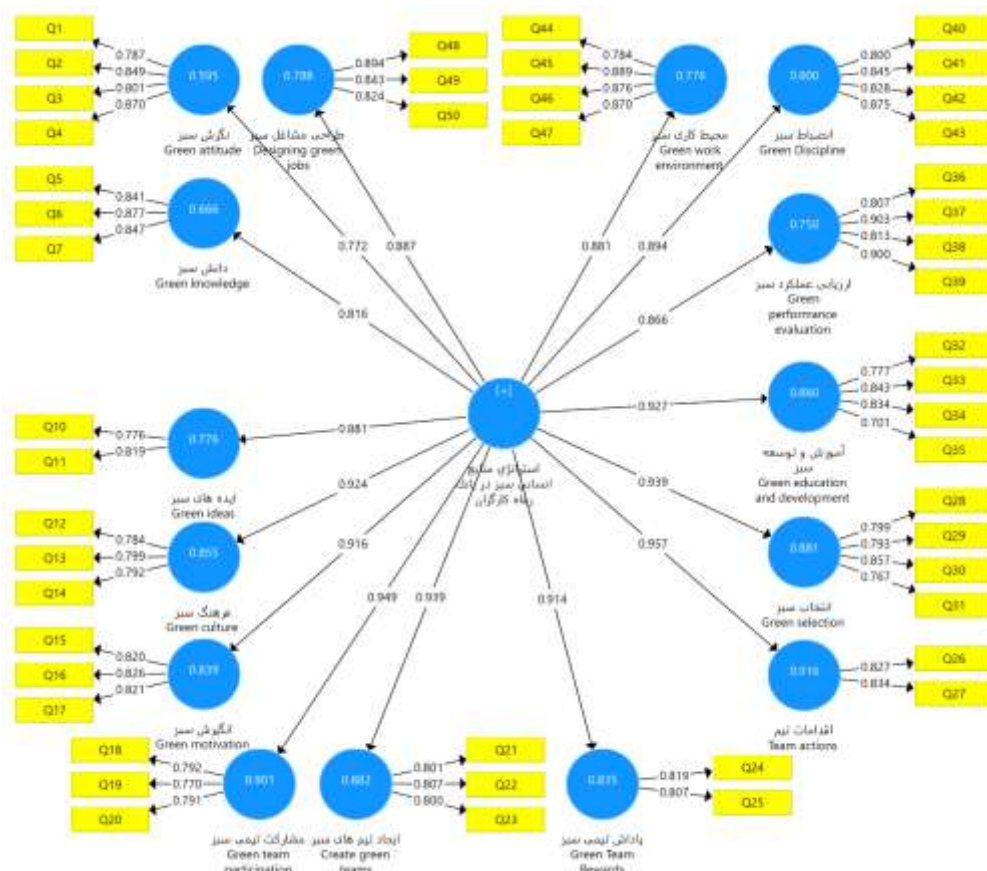 Q1
Q2
Q3
Q4
0.787
0.849
0.801
0.870
0.595
نگرش سبز
Green attitude
0.788
طراحی مشاغل سبز
Designing green
jobs
0.894
0.843
0.824
Q48
Q49
Q50
Q44
Q45
Q46
Q47
0.784
0.889
0.876
0.870
0.776
محیط کاری سبز
Green work
environment
0.800
انضباط سبز
Green Discipline
0.800
0.845
0.828
0.875
Q40
Q41
Q42
Q43
Q5
Q6
Q7
0.841
0.877
0.847
0.666
دانش سبز
Green knowledge
0.750
ارزیابی عملکرد سبز
Green
performance
evaluation
0.807
0.903
0.813
0.900
Q36
Q37
Q38
Q39
0.772
0.887
0.881
0.894
0.816
0.866
[+]
استراتژی منابع
انسانی سبز در بانک
رفاه کارگران
0.881
0.927
0.924
0.939
0.916
0.957
0.949
0.939
0.914
Q10
Q11
0.776
0.819
0.776
ایده های سبز
Green ideas
0.860
آموزش و توسعه
سبز
Green education
and development
0.777
0.843
0.834
0.701
Q32
Q33
Q34
Q35
Q12
Q13
Q14
0.784
0.799
0.792
0.855
فرهنگ سبز
Green culture
0.881
انتخاب سبز
Green selection
0.799
0.793
0.857
0.767
Q28
Q29
Q30
Q31
Q15
Q16
Q17
0.820
0.826
0.821
0.839
انگیزش سبز
Green motivation
0.916
اقدامات تیم
Team actions
0.827
0.834
Q26
Q27
Q18
Q19
Q20
0.792
0.770
0.791
0.901
مشارکت تیمی سبز
Green team
participation
0.882
ایجاد تیم های سبز
Create green
teams
0.801
0.807
0.800
Q21
Q22
Q23
0.835
پاداش تیمی سبز
Green Team
Rewards
0.819
0.807
Q24
Q25